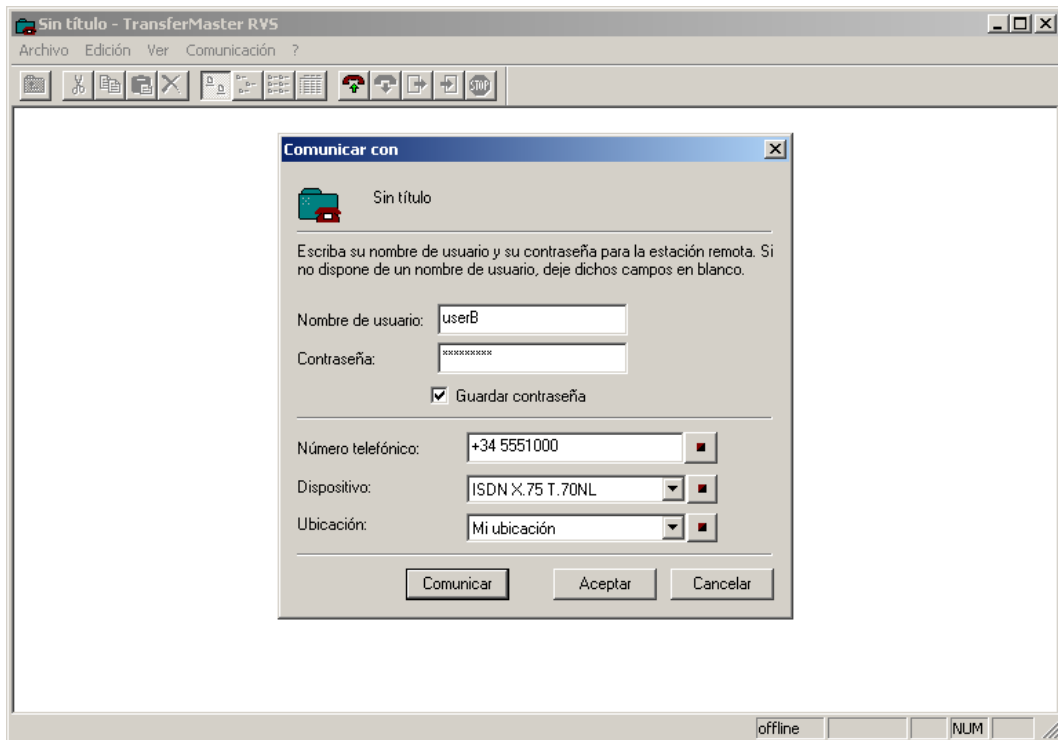 Sin título - TransferMaster RVS
Archivo Edición Ver Comunicación ?
STOP
Comunicar con
Sin título
Escriba su nombre de usuario y su contraseña para la estación remota. Si
no dispone de un nombre de usuario, deje dichos campos en blanco.
Nombre de usuario: userB
Contraseña: *********
Guardar contraseña
Número telefónico: +34 5551000
Dispositivo: ISDN X.75 T.70NL
Ubicación: Mi ubicación
Comunicar Aceptar Cancelar
offline NUM